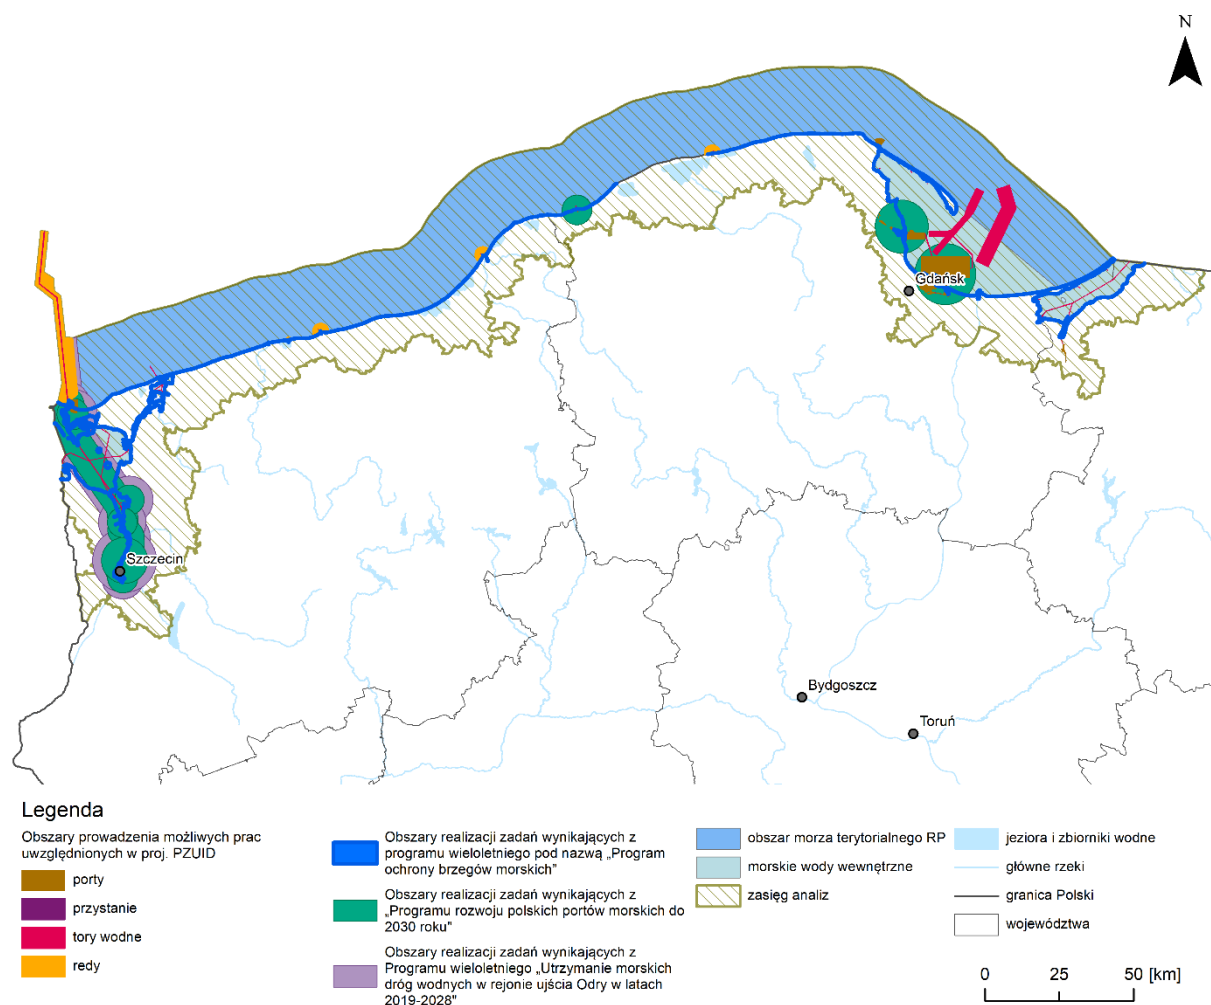 N
Gdańsk
Szczecin
Bydgoszcz
Toruń
Legenda
Obszary prowadzenia możliwych prac
uwzględnionych w proj. PZUID
porty
przystanie
tory wodne
redy
Obszary realizacji zadań wynikających z
programu wieloletniego pod nazwą „Program
ochrony brzegów morskich"
Obszary realizacji zadań wynikających z
„Programu rozwoju polskich portów morskich do
2030 roku"
Obszary realizacji zadań wynikających z
Programu wieloletniego „Utrzymanie morskich
dróg wodnych w rejonie ujścia Odry w latach
2019-2028"
obszar morza terytorialnego RP
morskie wody wewnętrzne
zasięg analiz
jeziora i zbiorniki wodne
główne rzeki
granica Polski
województwa
0 25 50 [km]